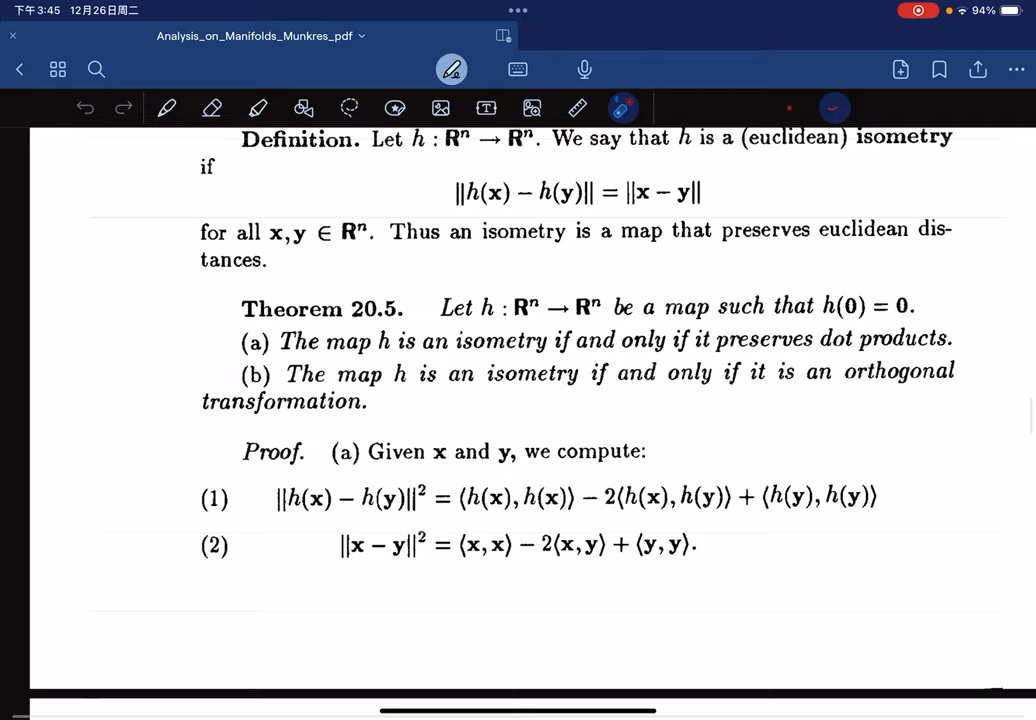 下午3:45 12月26日周二
94%
Analysis_on_Manifolds_Munkres_pdf
Definition. Let h : Rⁿ → Rⁿ. We say that h is a (euclidean) isometry
if
||h(x) − h(y)|| = ||x − y||
for all x, y ∈ Rⁿ. Thus an isometry is a map that preserves euclidean dis-
tances.
Theorem 20.5. Let h : Rⁿ → Rⁿ be a map such that h(0) = 0.
(a) The map h is an isometry if and only if it preserves dot products.
(b) The map h is an isometry if and only if it is an orthogonal
transformation.
Proof. (a) Given x and y, we compute:
(1) ||h(x) − h(y)||² = ⟨h(x), h(x)⟩ − 2⟨h(x), h(y)⟩ + ⟨h(y), h(y)⟩
(2) ||x − y||² = ⟨x, x⟩ − 2⟨x, y⟩ + ⟨y, y⟩.